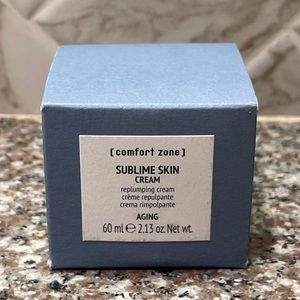 [ comfort zone ]
SUBLIME SKIN
CREAM
replumping cream
crème repulpante
crema rimpolpante
AGING
60 ml ℮ 2.13 oz. Net wt.